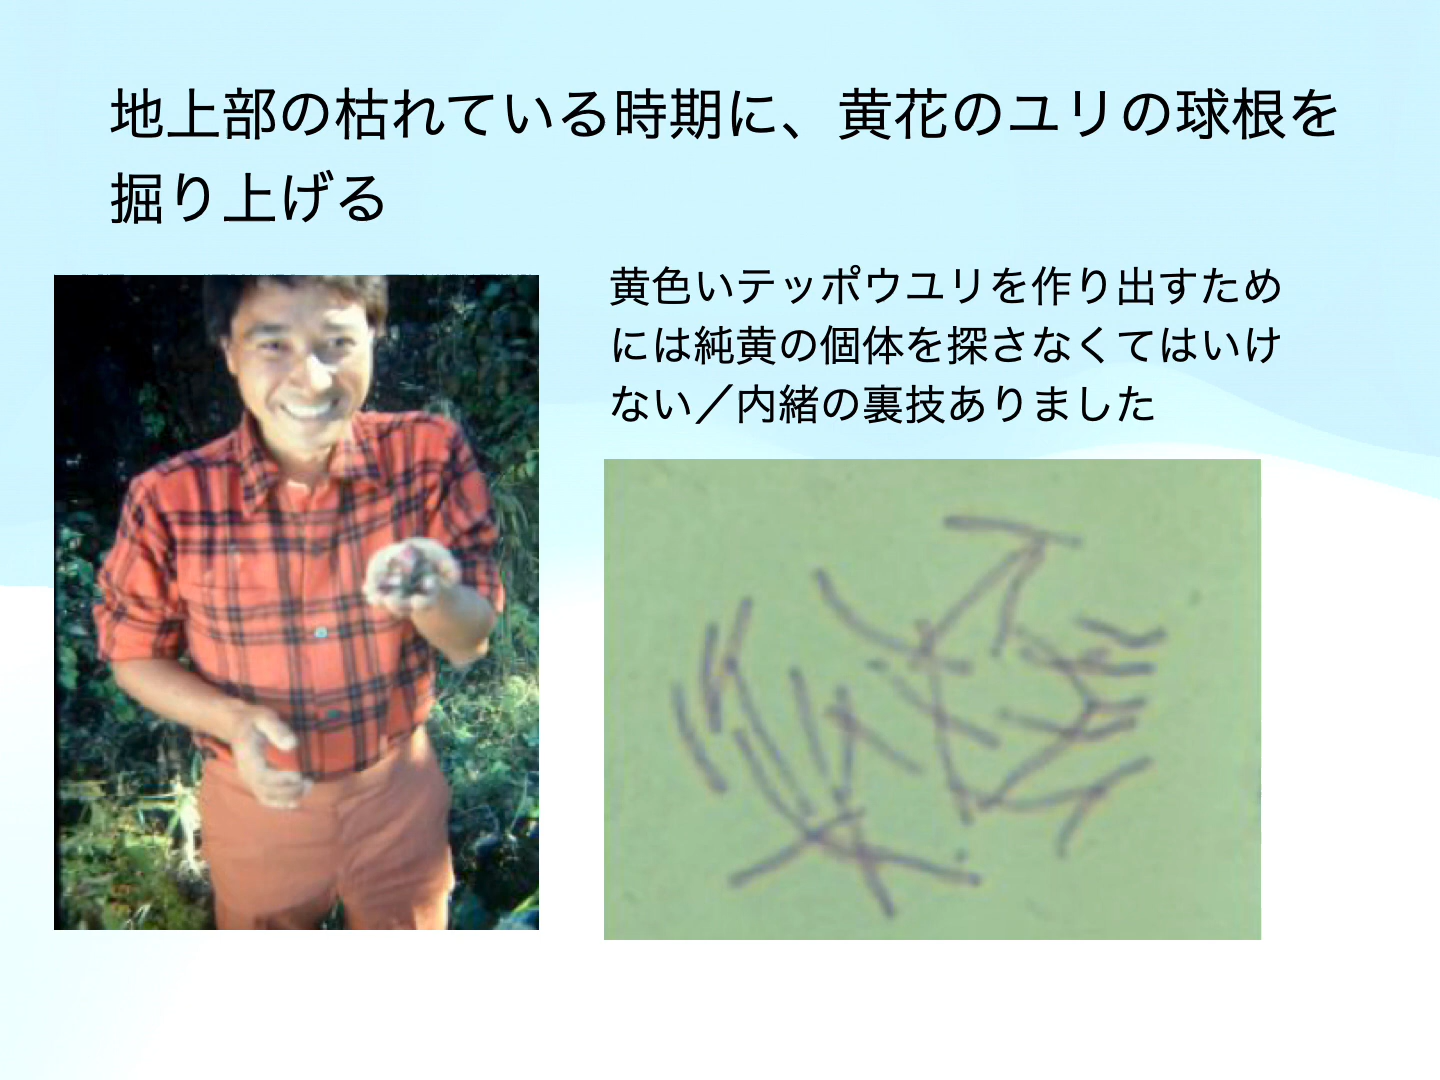 地上部の枯れている時期に、黄花のユリの球根を
掘り上げる
黄色いテッポウユリを作り出すため
には純黄の個体を探さなくてはいけ
ない／内緒の裏技ありました